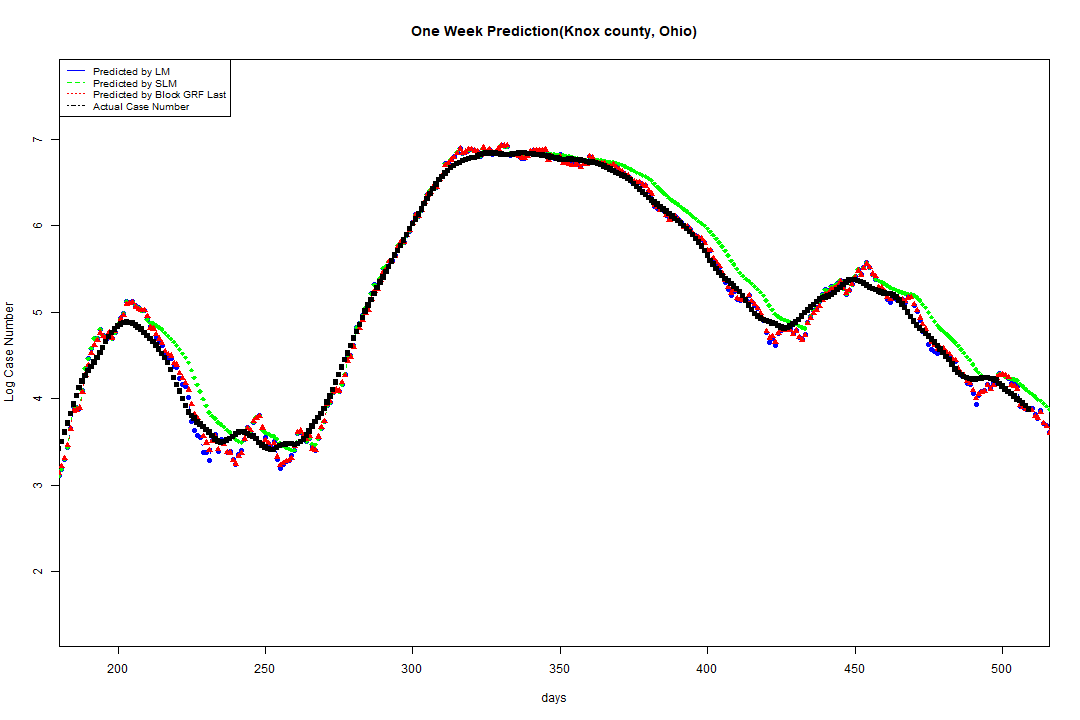 One Week Prediction(Knox county, Ohio)
Predicted by LM
Predicted by SLM
Predicted by Block GRF Last
Actual Case Number
7
6
5
4
3
2
Log Case Number
200 250 300 350 400 450 500
days